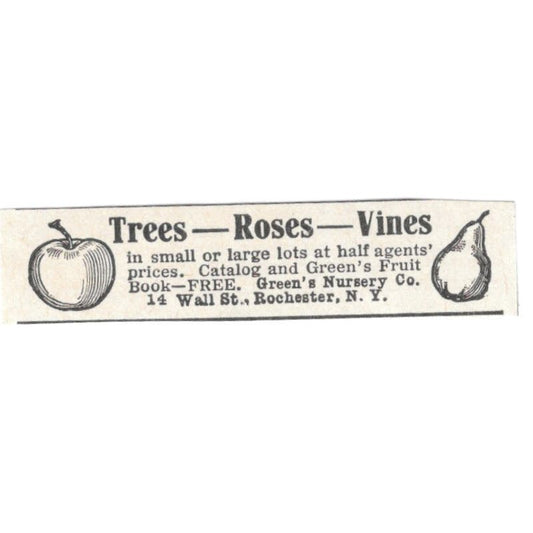 Trees—Roses—Vines
in small or large lots at half agents'
prices. Catalog and Green's Fruit
Book—FREE. Green's Nursery Co.
14 Wall St., Rochester, N. Y.